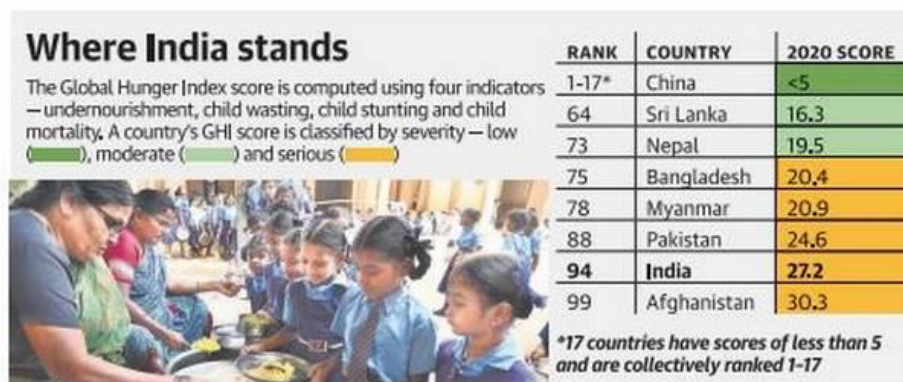 Where India stands
The Global Hunger Index score is computed using four indicators
—undernourishment, child wasting, child stunting and child
mortality. A country's GHI score is classified by severity — low
( ), moderate ( ) and serious ( )
RANK COUNTRY 2020 SCORE
1-17* China <5
64 Sri Lanka 16.3
73 Nepal 19.5
75 Bangladesh 20.4
78 Myanmar 20.9
88 Pakistan 24.6
94 India 27.2
99 Afghanistan 30.3
*17 countries have scores of less than 5
and are collectively ranked 1-17